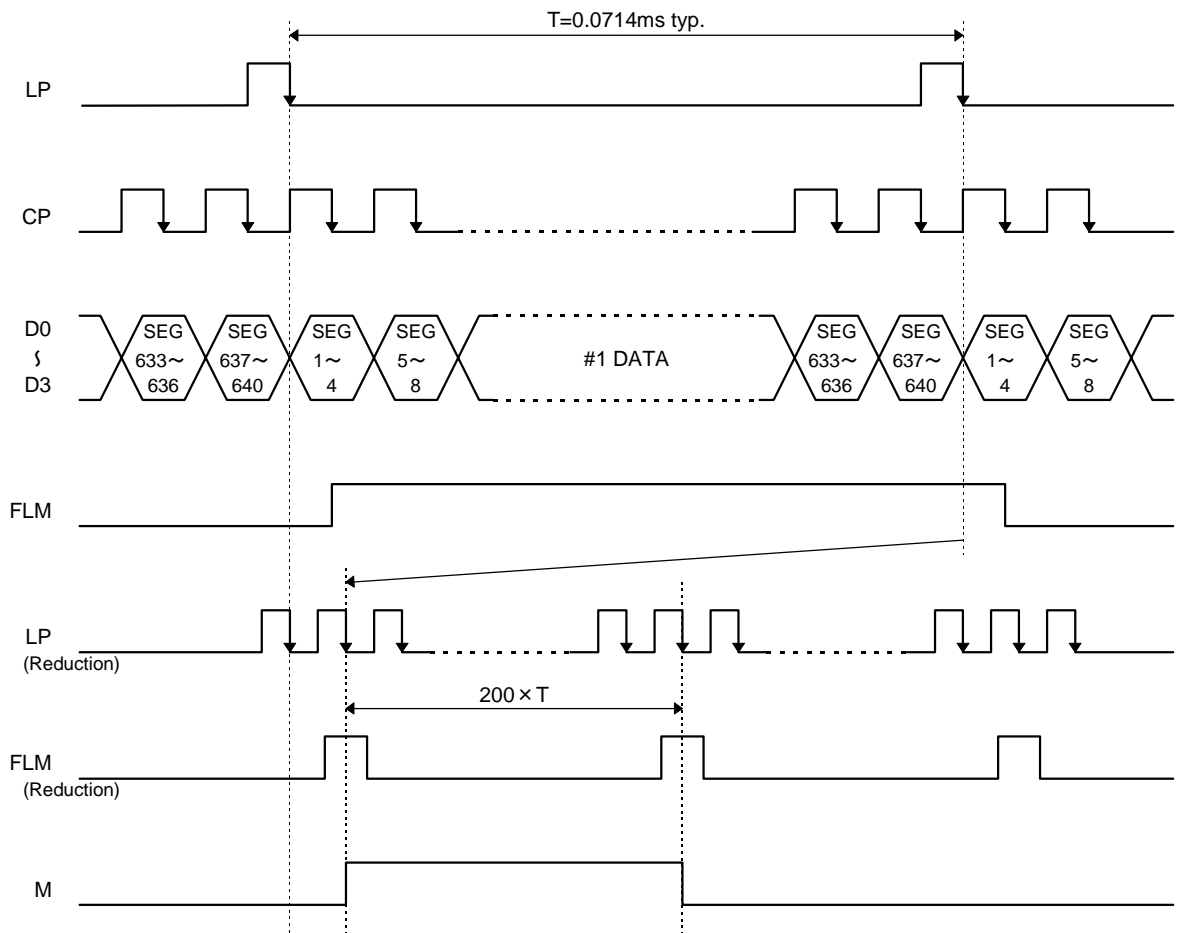 T=0.0714ms typ.
LP
CP
D0
~
D3
SEG
633~
636
SEG
637~
640
SEG
1~
4
SEG
5~
8
#1 DATA
SEG
633~
636
SEG
637~
640
SEG
1~
4
SEG
5~
8
FLM
LP
(Reduction)
200×T
FLM
(Reduction)
M